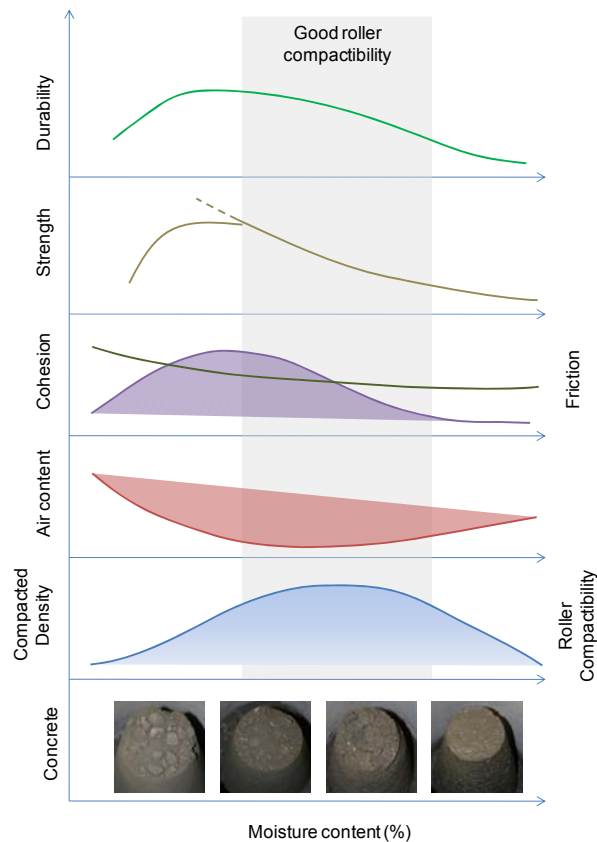 Good roller
compactibility
Durability
Strength
Cohesion
Friction
Air content
Compacted
Density
Roller
Compactibility
Concrete
Moisture content (%)